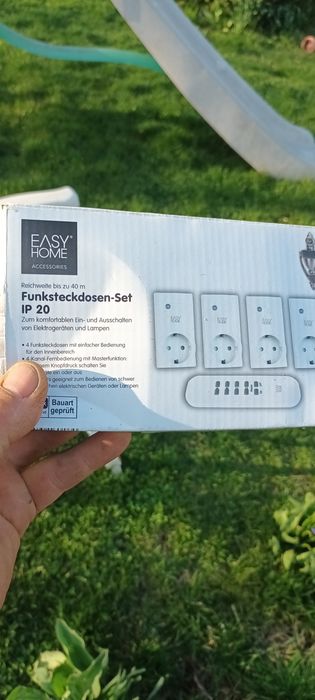 EASY
HOME
ACCESSORIES
Reichweite bis zu 40 m
Funksteckdosen-Set
IP 20
Zum komfortablen Ein- und Ausschalten
von Elektrogeräten und Lampen
• 4 Funksteckdosen mit einfacher Bedienung
für den Innenbereich
• 4 Kanal-Fernbedienung mit Masterfunktion
Knopfdruck schalten Sie
oder aus
geeignet zum Bedienen von schwer
elektrischen Geräten oder Lampen
Bauart
geprüft